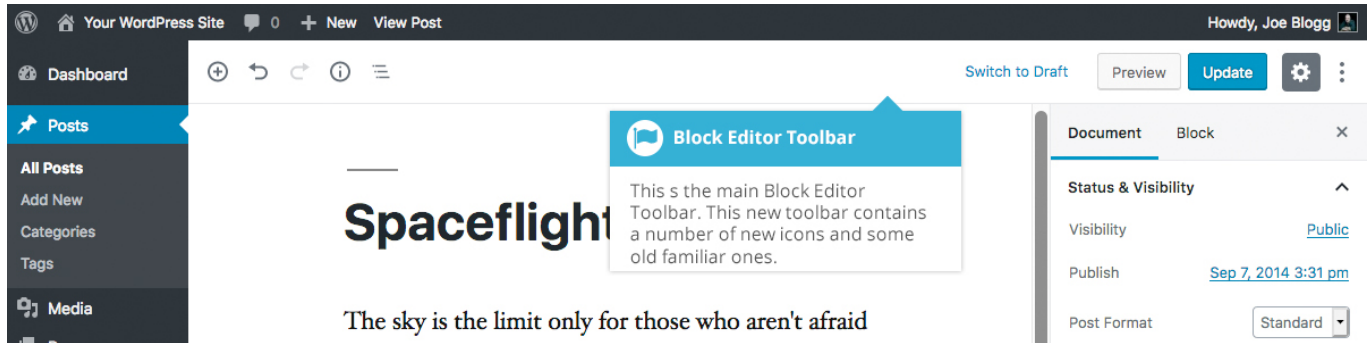 Your WordPress Site 0 New View Post Howdy, Joe Blogg
Dashboard
Switch to Draft Preview Update
Posts
All Posts
Add New
Categories
Tags
Media
Spaceflight
The sky is the limit only for those who aren't afraid
Block Editor Toolbar
This s the main Block Editor
Toolbar. This new toolbar contains
a number of new icons and some
old familiar ones.
Document Block
Status & Visibility
Visibility Public
Publish Sep 7, 2014 3:31 pm
Post Format Standard